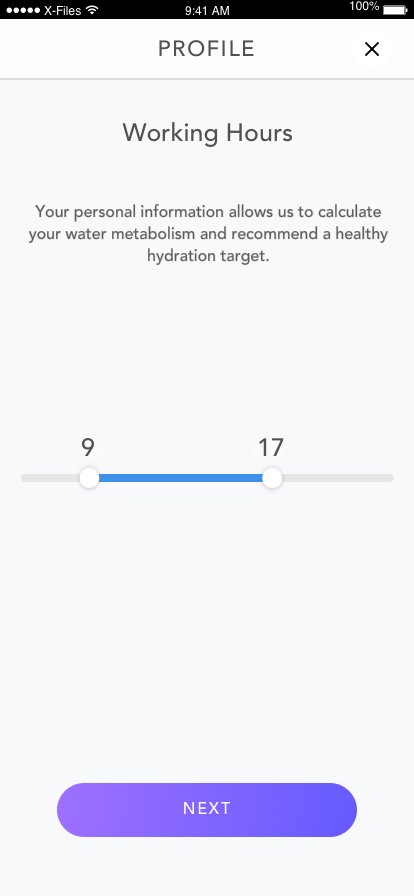 ●●●●● X-Files 9:41 AM 100%
PROFILE
Working Hours
Your personal information allows us to calculate
your water metabolism and recommend a healthy
hydration target.
9 17
NEXT